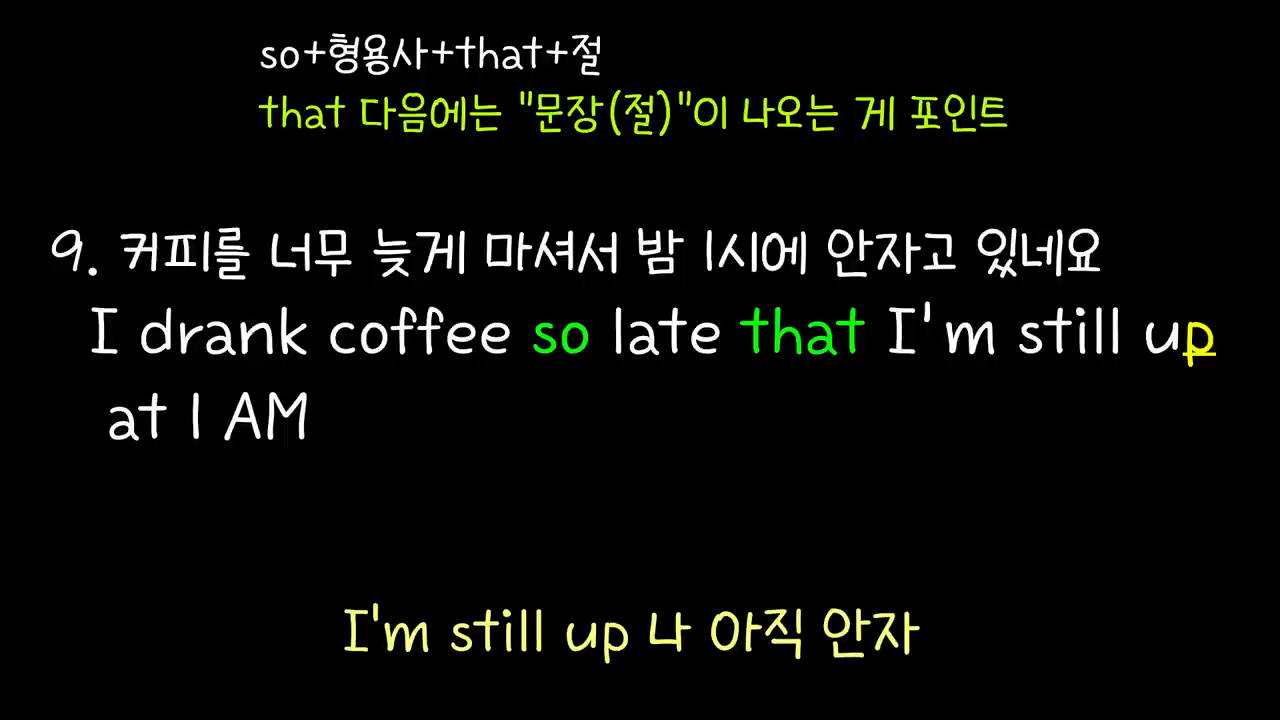 so+형용사+that+절
that 다음에는 "문장(절)"이 나오는 게 포인트
9. 커피를 너무 늦게 마셔서 밤 1시에 안자고 있네요
I drank coffee so late that I'm still up
at 1 AM
I'm still up 나 아직 안자